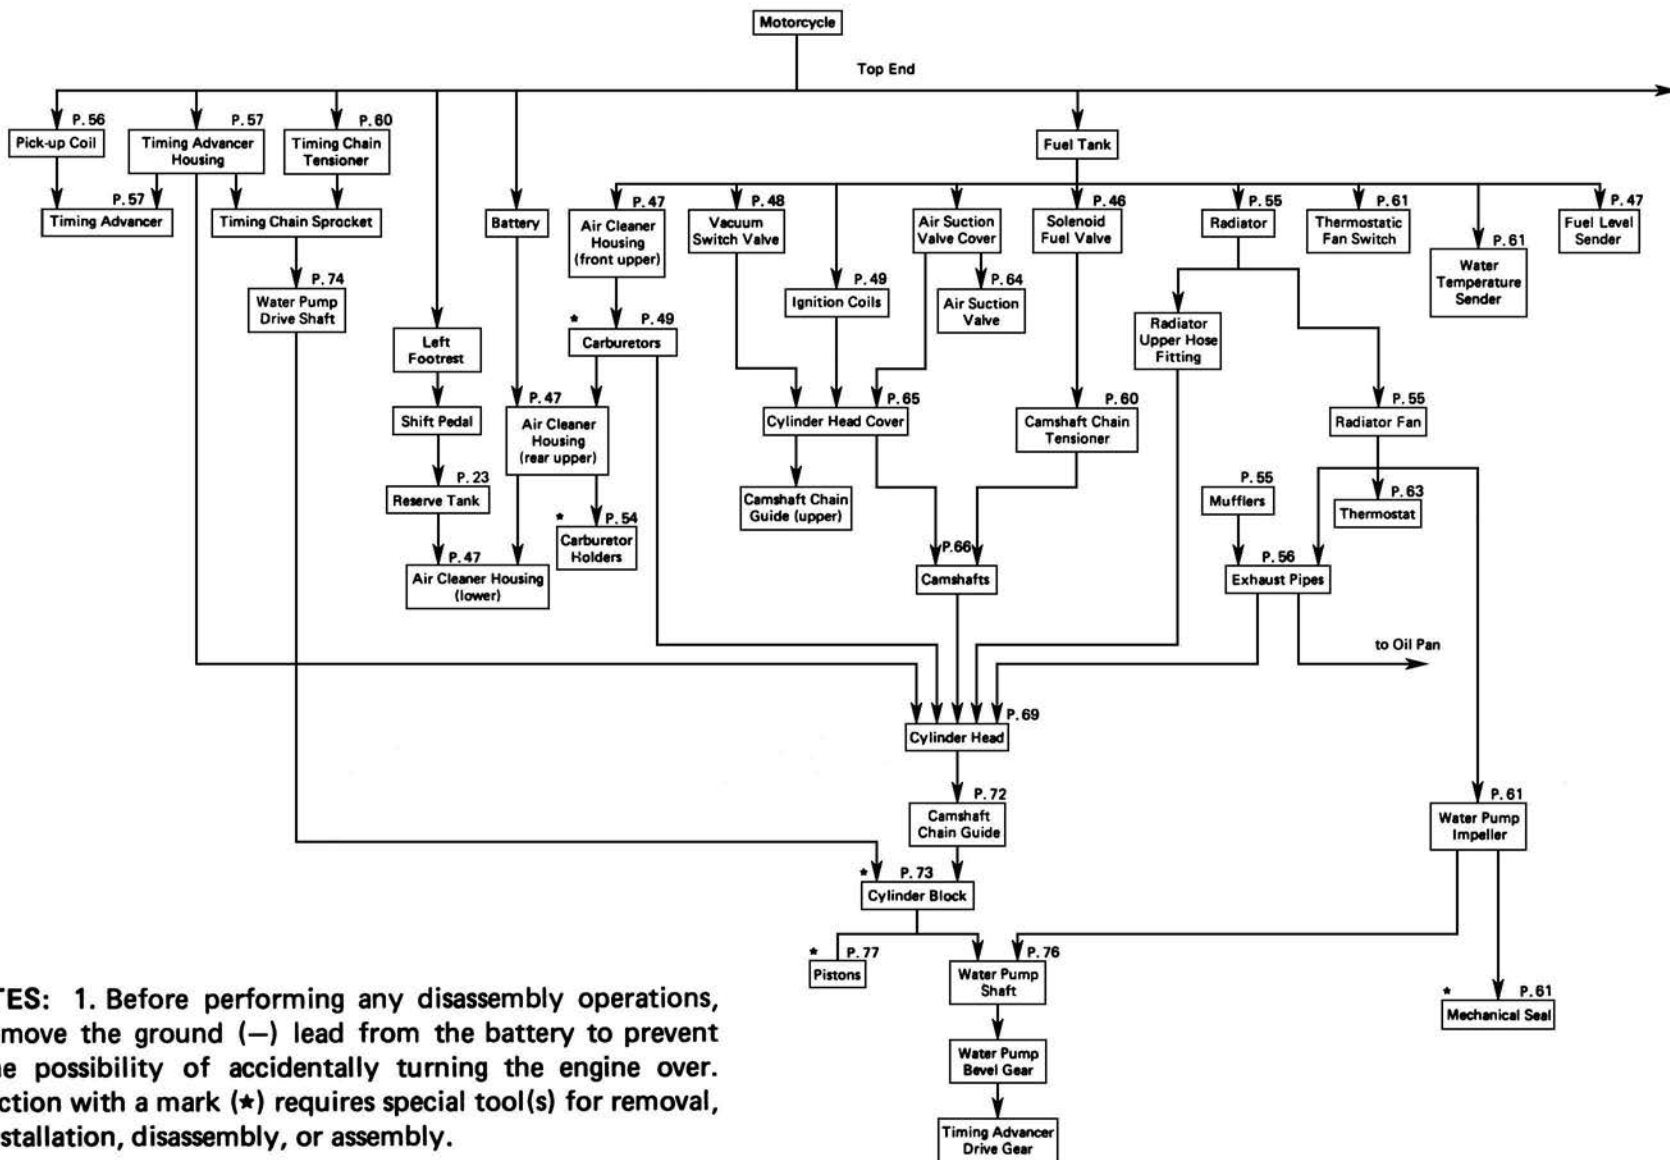 Motorcycle
Top End
P. 56
Pick-up Coil
P. 57
Timing Advancer
Housing
P. 60
Timing Chain
Tensioner
Fuel Tank
P. 57
Timing Advancer
Timing Chain Sprocket
Battery
P. 47
Air Cleaner
Housing
(front upper)
P. 48
Vacuum
Switch Valve
Air Suction
Valve Cover
P. 46
Solenoid
Fuel Valve
P. 55
Radiator
P. 61
Thermostatic
Fan Switch
P. 61
Water
Temperature
Sender
P. 47
Fuel Level
Sender
P. 74
Water Pump
Drive Shaft
P. 49
Ignition Coils
P. 64
Air Suction
Valve
Left
Footrest
* P. 49
Carburetors
Radiator
Upper Hose
Fitting
Shift Pedal
P. 47
Air Cleaner
Housing
(rear upper)
P. 65
Cylinder Head Cover
P. 60
Camshaft Chain
Tensioner
P. 55
Radiator Fan
P. 23
Reserve Tank
Camshaft Chain
Guide (upper)
P. 55
Mufflers
P. 63
Thermostat
* P. 54
Carburetor
Holders
P. 47
Air Cleaner Housing
(lower)
P. 66
Camshafts
P. 56
Exhaust Pipes
to Oil Pan
P. 69
Cylinder Head
P. 72
Camshaft
Chain Guide
P. 61
Water Pump
Impeller
* P. 73
Cylinder Block
* P. 77
Pistons
P. 76
Water Pump
Shaft
* P. 61
Mechanical Seal
Water Pump
Bevel Gear
Timing Advancer
Drive Gear
TES: 1. Before performing any disassembly operations,
move the ground (—) lead from the battery to prevent
e possibility of accidentally turning the engine over.
ction with a mark (★) requires special tool(s) for removal,
stallation, disassembly, or assembly.